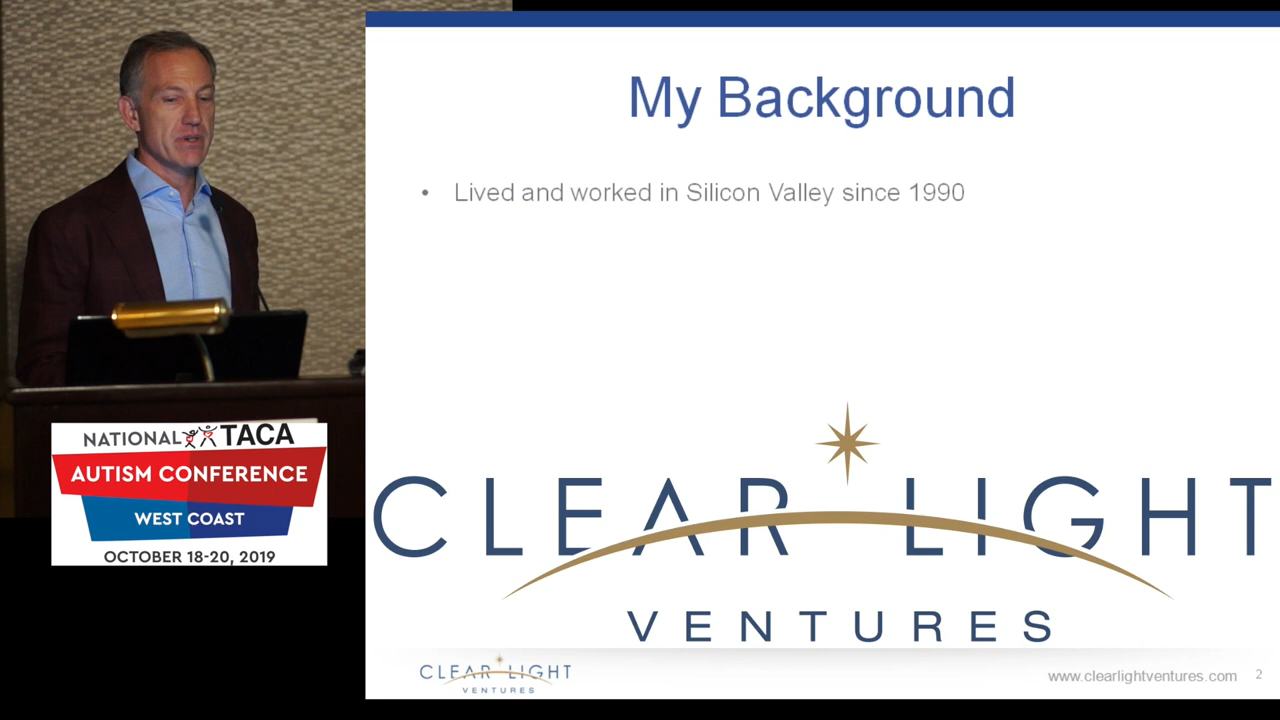 My Background
• Lived and worked in Silicon Valley since 1990
CLEAR LIGHT
VENTURES
CLEAR LIGHT
VENTURES
www.clearlightventures.com 2
NATIONAL TACA
AUTISM CONFERENCE
WEST COAST
OCTOBER 18-20, 2019